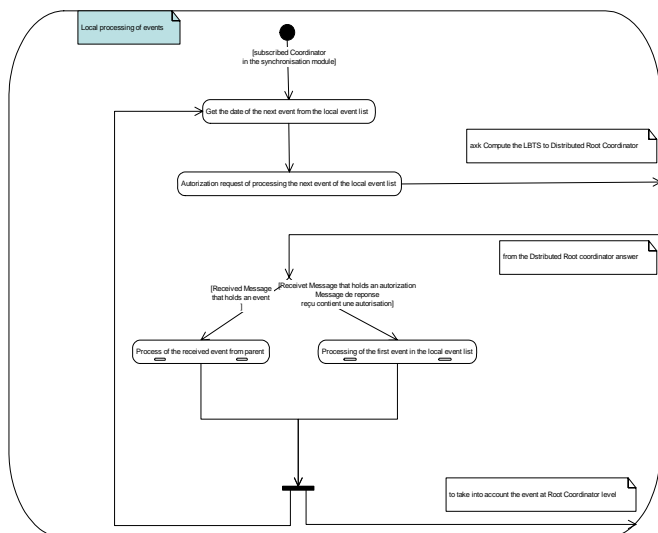 Local processing of events
[subscribed Coordinator
in the synchronisation module]
Get the date of the next event from the local event list
axk Compute the LBTS to Distributed Root Coordinator
Autorization request of processing the next event of the local event list
from the Dstributed Root coordinator answer
[Received Message
that holds an event
]
[Receivet Message that holds an autorization
Message de reponse
reçu contient une autorisation]
Process of the received event from parent
Processing of the first event in the local event list
to take into account the event at Root Coordinator level